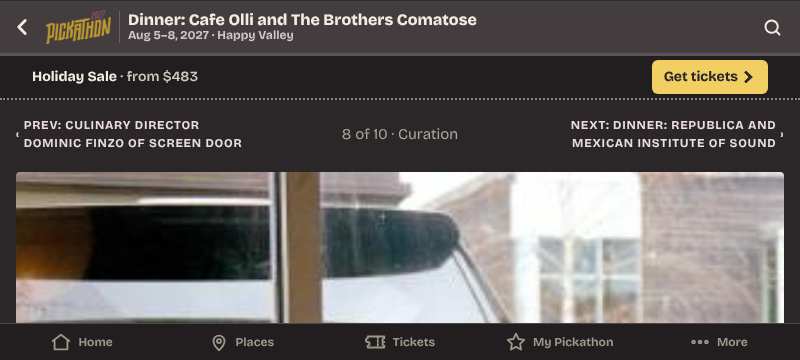 PICKATHON
Dinner: Cafe Olli and The Brothers Comatose
Aug 5–8, 2027 · Happy Valley
Holiday Sale · from $483
Get tickets
PREV: CULINARY DIRECTOR
DOMINIC FINZO OF SCREEN DOOR
8 of 10 · Curation
NEXT: DINNER: REPUBLICA AND
MEXICAN INSTITUTE OF SOUND
Home
Places
Tickets
My Pickathon
More